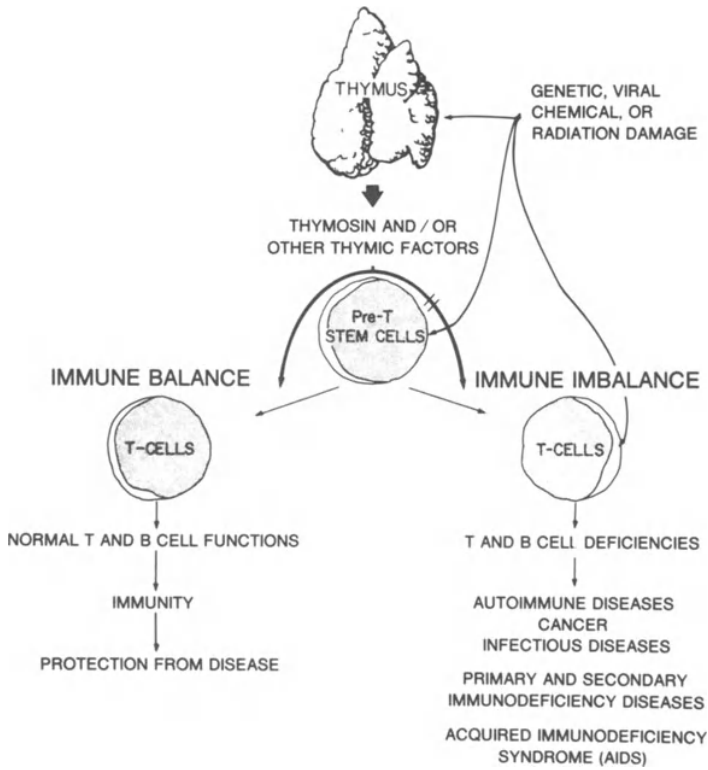 THYMUS
GENETIC, VIRAL
CHEMICAL, OR
RADIATION DAMAGE
THYMOSIN AND / OR
OTHER THYMIC FACTORS
Pre-T
STEM CELLS
IMMUNE BALANCE
IMMUNE IMBALANCE
T-CELLS
T-CELLS
NORMAL T AND B CELL FUNCTIONS
IMMUNITY
PROTECTION FROM DISEASE
T AND B CELL DEFICIENCIES
AUTOIMMUNE DISEASES
CANCER
INFECTIOUS DISEASES
PRIMARY AND SECONDARY
IMMUNODEFICIENCY DISEASES
ACQUIRED IMMUNODEFICIENCY
SYNDROME (AIDS)